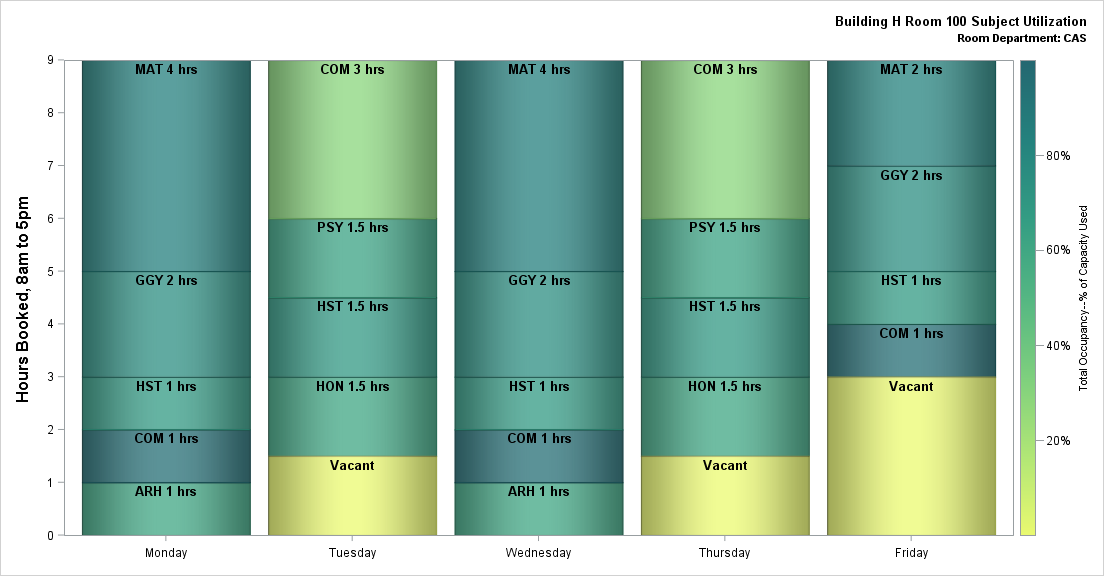 Building H Room 100 Subject Utilization
Room Department: CAS
Hours Booked, 8am to 5pm
9
8
7
6
5
4
3
2
1
0
MAT 4 hrs
GGY 2 hrs
HST 1 hrs
COM 1 hrs
ARH 1 hrs
Monday
COM 3 hrs
PSY 1.5 hrs
HST 1.5 hrs
HON 1.5 hrs
Vacant
Tuesday
MAT 4 hrs
GGY 2 hrs
HST 1 hrs
COM 1 hrs
ARH 1 hrs
Wednesday
COM 3 hrs
PSY 1.5 hrs
HST 1.5 hrs
HON 1.5 hrs
Vacant
Thursday
MAT 2 hrs
GGY 2 hrs
HST 1 hrs
COM 1 hrs
Vacant
Friday
80%
60%
40%
20%
Total Occupancy--% of Capacity Used